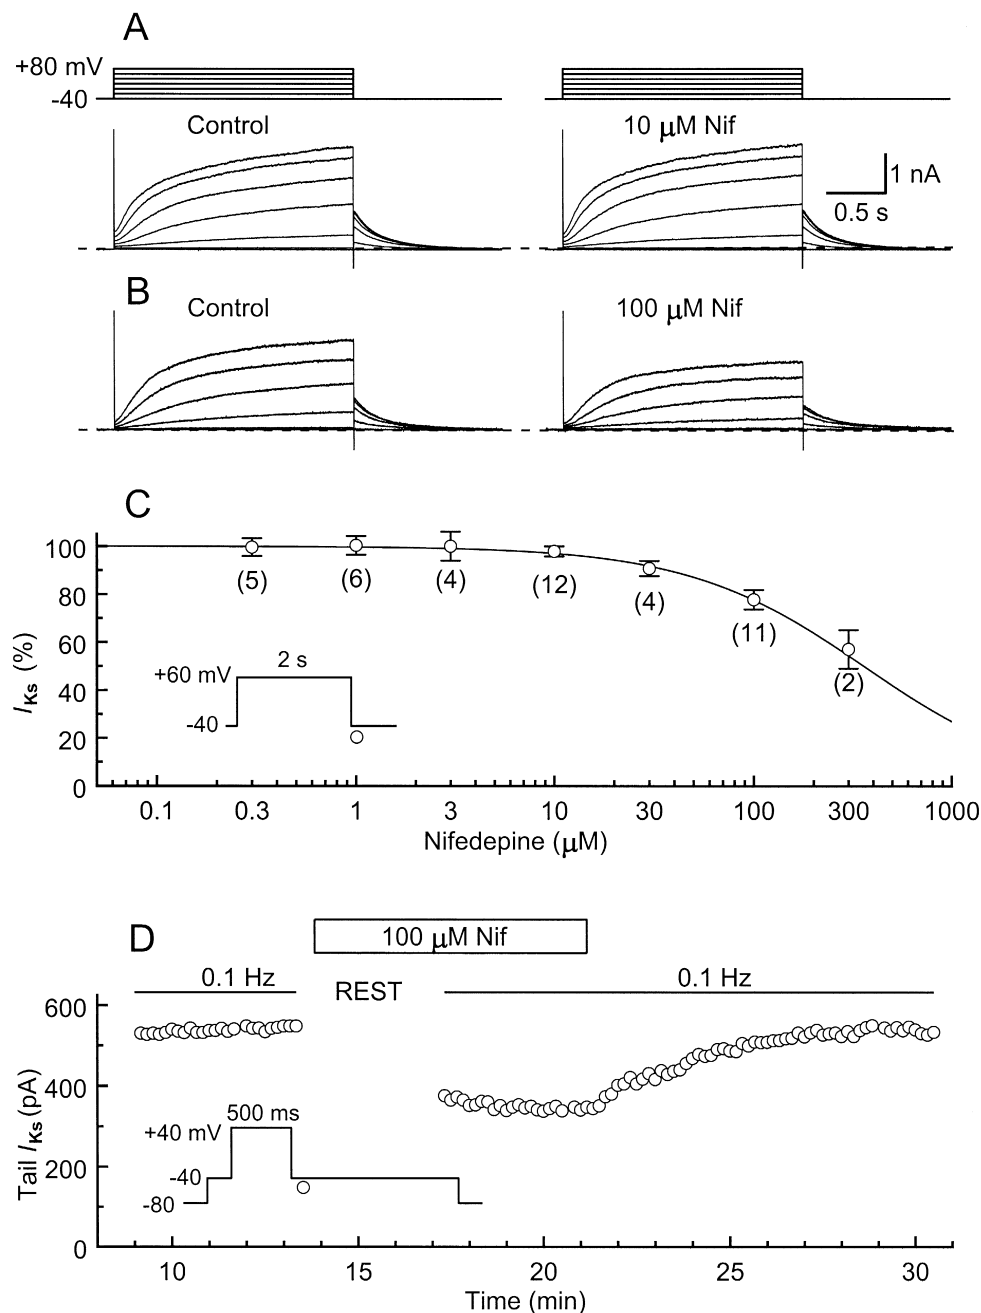 A
+80 mV
-40
Control
10 μM Nif
1 nA
0.5 s
B
Control
100 μM Nif
C
100
80
60
40
20
0
IKs (%)
(5)
(6)
(4)
(12)
(4)
(11)
(2)
2 s
+60 mV
-40
0.1
0.3
1
3
10
30
100
300
1000
Nifedepine (μM)
D
100 μM Nif
0.1 Hz
REST
0.1 Hz
600
400
200
0
Tail IKs (pA)
500 ms
+40 mV
-40
-80
10
15
20
25
30
Time (min)